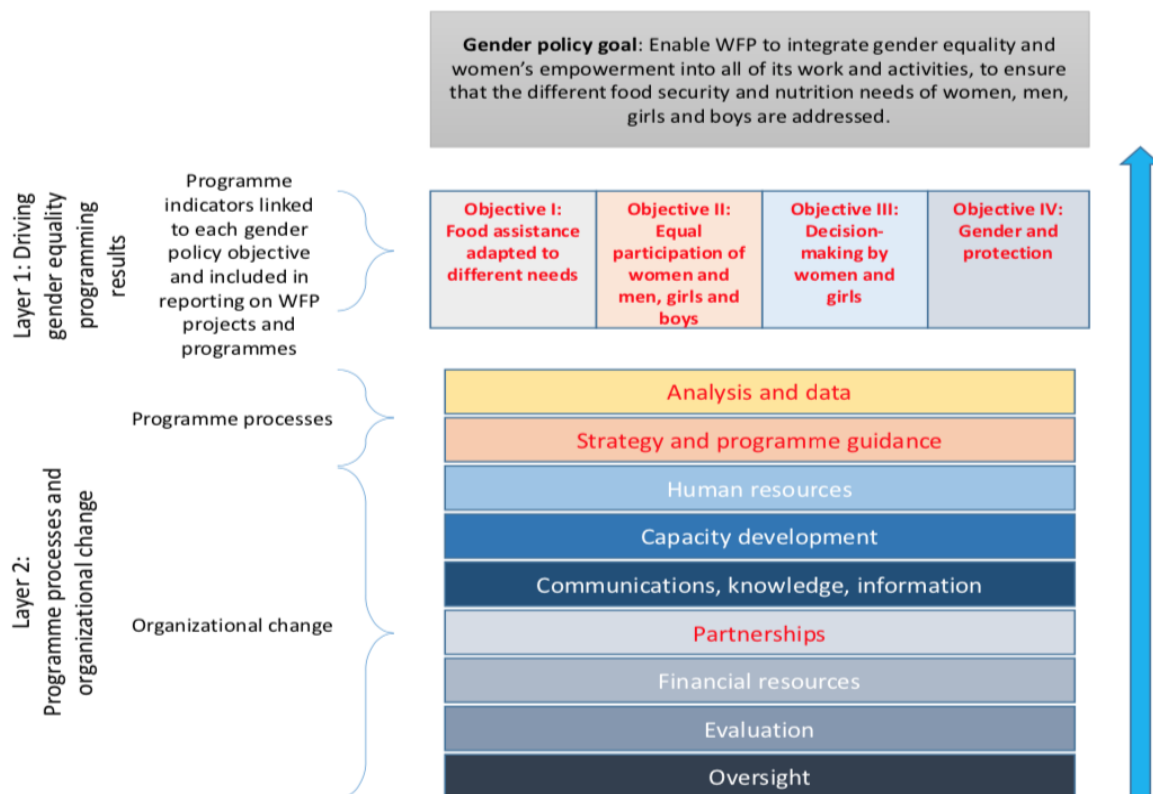 Gender policy goal: Enable WFP to integrate gender equality and
women's empowerment into all of its work and activities, to ensure
that the different food security and nutrition needs of women, men,
girls and boys are addressed.
Layer 1: Driving
gender equality
programming
results
Programme
indicators linked
to each gender
policy objective
and included in
reporting on WFP
projects and
programmes
Objective I:
Food assistance
adapted to
different needs
Objective II:
Equal
participation of
women and
men, girls and
boys
Objective III:
Decision-
making by
women and
girls
Objective IV:
Gender and
protection
Layer 2:
Programme processes and
organizational change
Programme processes
Analysis and data
Strategy and programme guidance
Organizational change
Human resources
Capacity development
Communications, knowledge, information
Partnerships
Financial resources
Evaluation
Oversight